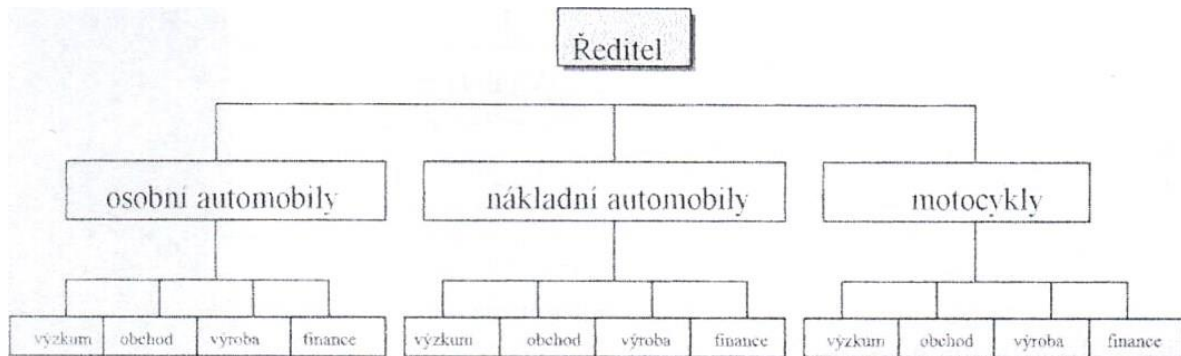 Ředitel
osobní automobily
nákladní automobily
motocykly
výzkum obchod výroba finance
výzkum obchod výroba finance
výzkum obchod výroba finance